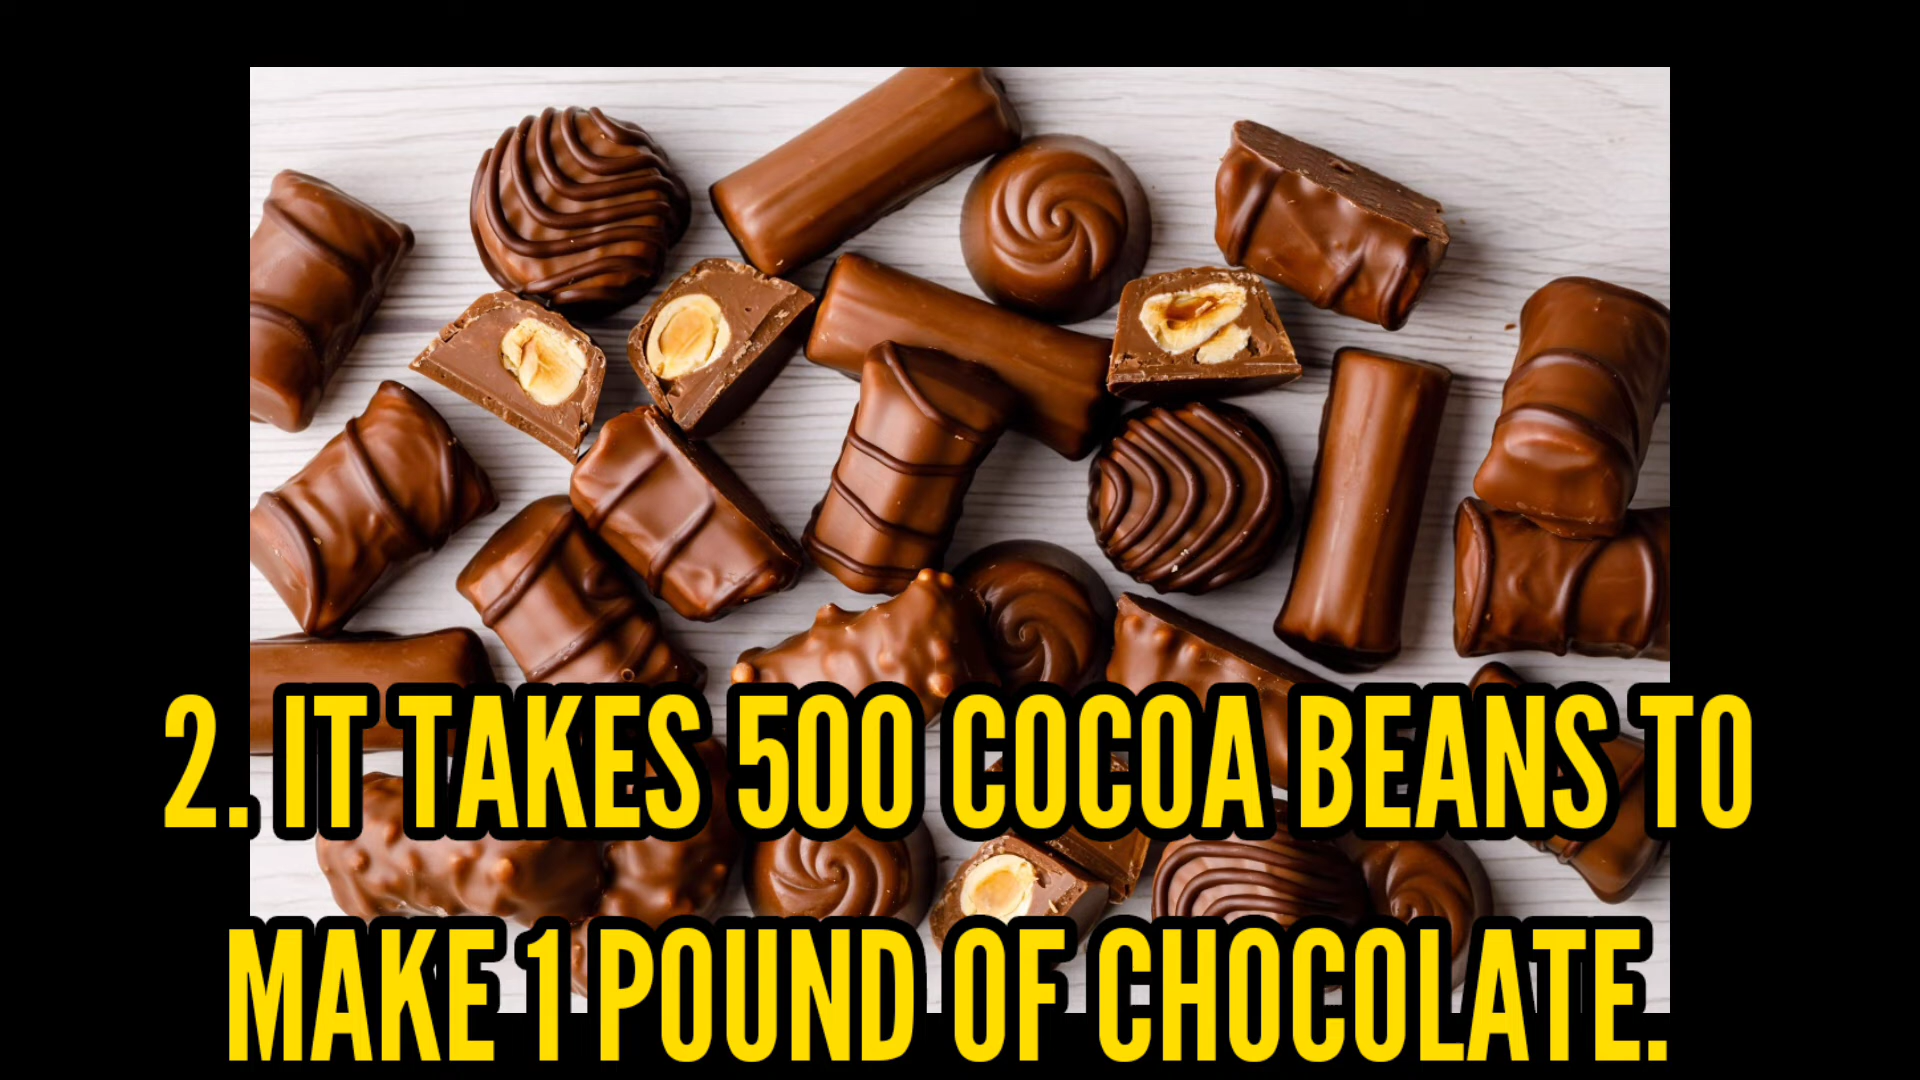 2. IT TAKES 500 COCOA BEANS TO
MAKE 1 POUND OF CHOCOLATE.